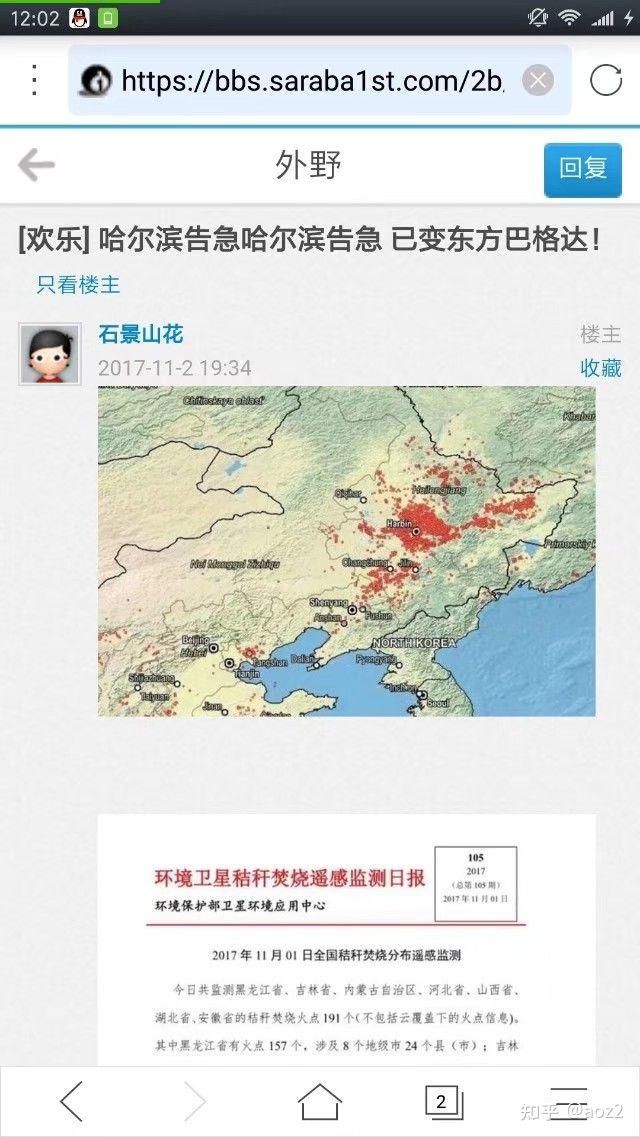 12:02
https://bbs.saraba1st.com/2b
外野
回复
[欢乐] 哈尔滨告急哈尔滨告急 已变东方巴格达！
只看楼主
石景山花
楼主
2017-11-2 19:34
收藏
Chitinskaya oblast'
Khabar
Qiqihar
Heilongjiang
Harbin
Primorskiy
Nei Mongol Zizhiqu
Changchun
Jilin
Shenyang
Fushun
Anshan
Beijing
Hebei
NORTH KOREA
Tangshan
Dalian
Pyongyang
Tianjin
Shijiazhuang
Taiyuan
Inch'on
Seoul
Jinan
环境卫星秸秆焚烧遥感监测日报
环境保护部卫星环境应用中心
105
2017
(总第 105 期)
2017 年 11 月 01 日
2017 年 11 月 01 日全国秸秆焚烧分布遥感监测
今日共监测黑龙江省、吉林省、内蒙古自治区、河北省、山西省、
湖北省、安徽省的秸秆焚烧火点 191 个(不包括云覆盖下的火点信息)。
其中黑龙江省有火点 157 个，涉及 8 个地级市 24 个县（市）；吉林
2
知乎 @aoz2